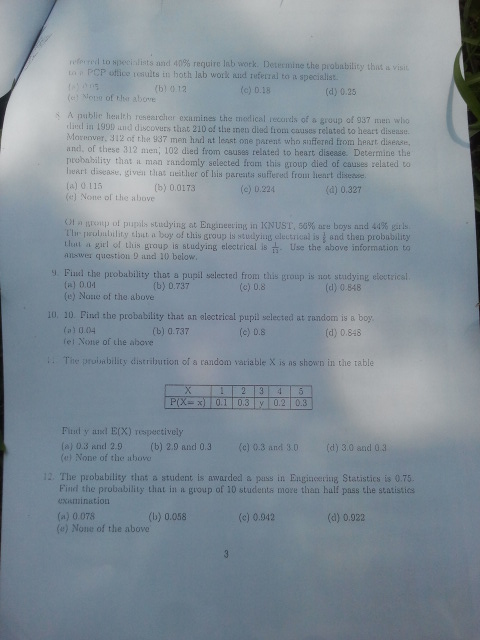 referred to specialists and 40% require lab work. Determine the probability that a visit
to a PCP office results in both lab work and referral to a specialist.
(a) 0.05 (b) 0.12 (c) 0.18 (d) 0.25
(e) None of the above
8. A public health researcher examines the medical records of a group of 937 men who
died in 1999 and discovers that 210 of the men died from causes related to heart disease.
Moreover, 312 of the 937 men had at least one parent who suffered from heart disease,
and, of these 312 men, 102 died from causes related to heart disease. Determine the
probability that a man randomly selected from this group died of causes related to
heart disease, given that neither of his parents suffered from heart disease.
(a) 0.115 (b) 0.0173 (c) 0.224 (d) 0.327
(e) None of the above
Of a group of pupils studying at Engineering in KNUST, 56% are boys and 44% girls.
The probability that a boy of this group is studying electrical is and then probability
that a girl of this group is studying electrical is Use the above information to
answer question 9 and 10 below.
9. Find the probability that a pupil selected from this group is not studying electrical
(a) 0.04 (b) 0.737 (c) 0.8 (d) 0.848
(e) None of the above
10. 10. Find the probability that an electrical pupil selected at random is a boy.
(a) 0.04 (b) 0.737 (c) 0.8 (d) 0.848
(e) None of the above
11. The probability distribution of a random variable X is as shown in the table
X 1 2 3 4 5
P(X= x) 0.1 0.3 y 0.2 0.3
Find y and E(X) respectively
(a) 0.3 and 2.9 (b) 2.9 and 0.3 (c) 0.3 and 3.0 (d) 3.0 and 0.3
(e) None of the above
12. The probability that a student is awarded a pass in Engineering Statistics is 0.75.
Find the probability that in a group of 10 students more than half pass the statistics
examination
(a) 0.078 (b) 0.058 (c) 0.942 (d) 0.922
(e) None of the above
3